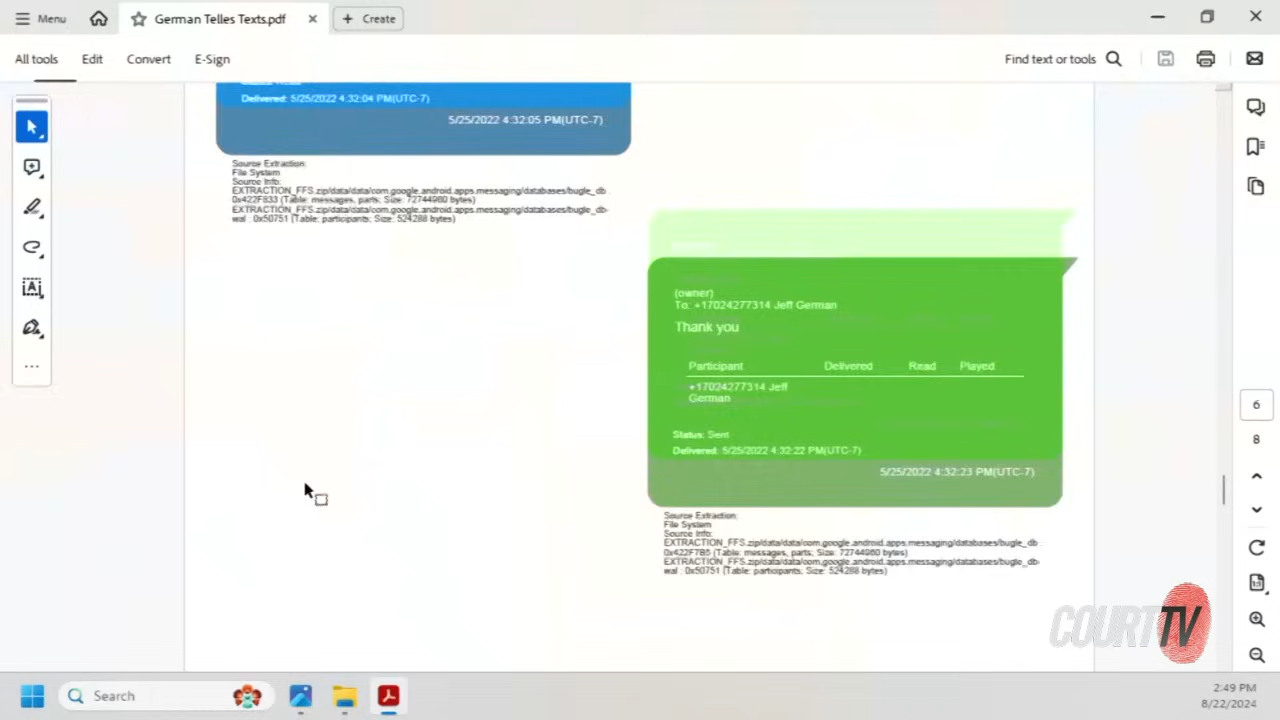 Menu
German Telles Texts.pdf
Create
All tools
Edit
Convert
E-Sign
Find text or tools
Delivered: 5/25/2022 4:32:04 PM(UTC-7)
5/25/2022 4:32:05 PM(UTC-7)
Source Extraction:
File System
Source Info:
EXTRACTION_FFS.zip/data/data/com.google.android.apps.messaging/databases/bugle_db :
0x422F833 (Table: messages, parts; Size: 72744960 bytes)
EXTRACTION_FFS.zip/data/data/com.google.android.apps.messaging/databases/bugle_db-
wal : 0x50751 (Table: participants; Size: 524288 bytes)
(owner)
To: +17024277314 Jeff German
Thank you
Participant Delivered Read Played
+17024277314 Jeff
German
Status: Sent
Delivered: 5/25/2022 4:32:22 PM(UTC-7)
5/25/2022 4:32:23 PM(UTC-7)
Source Extraction:
File System
Source Info:
EXTRACTION_FFS.zip/data/data/com.google.android.apps.messaging/databases/bugle_db :
0x422F7B5 (Table: messages, parts; Size: 72744960 bytes)
EXTRACTION_FFS.zip/data/data/com.google.android.apps.messaging/databases/bugle_db-
wal : 0x50751 (Table: participants; Size: 524288 bytes)
6
8
COURT TV
Search
2:49 PM
8/22/2024